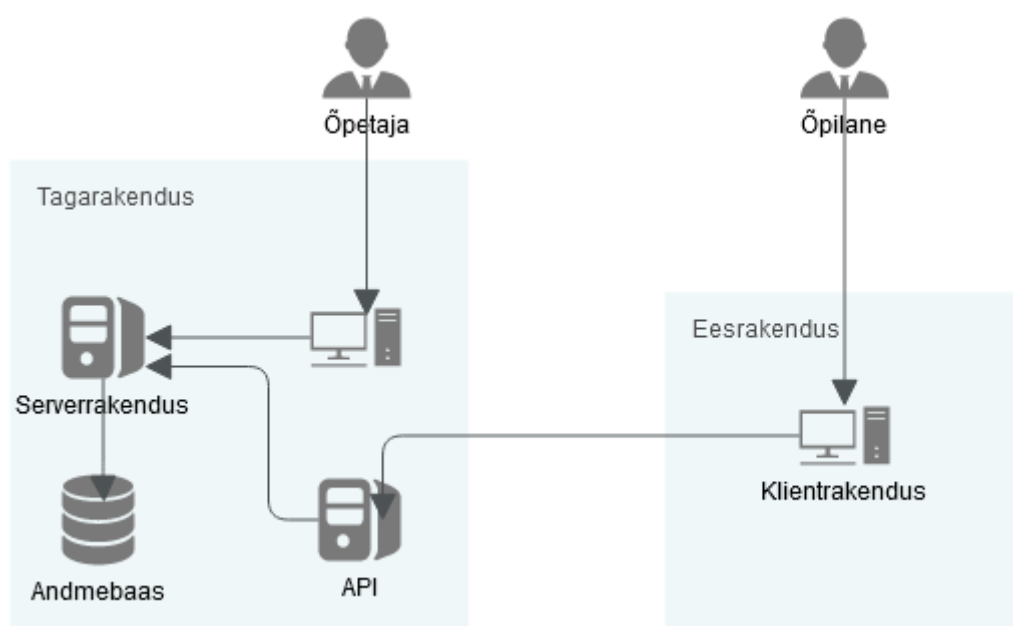 Õpetaja
Õpilane
Tagarakendus
Eesrakendus
Serverrakendus
Klientrakendus
Andmebaas
API